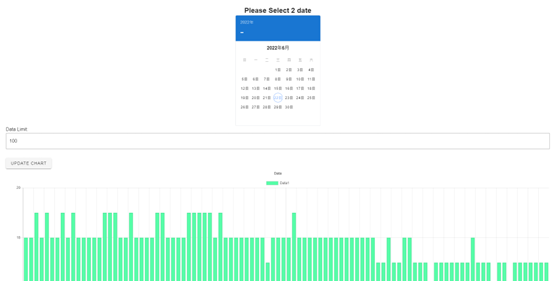 Please Select 2 date
2022年
–
2022年6月
日 一 二 三 四 五 六
1日 2日 3日 4日
5日 6日 7日 8日 9日 10日 11日
12日 13日 14日 15日 16日 17日 18日
19日 20日 21日 22日 23日 24日 25日
26日 27日 28日 29日 30日
Data Limit
100
UPDATE CHART
Data
Data1